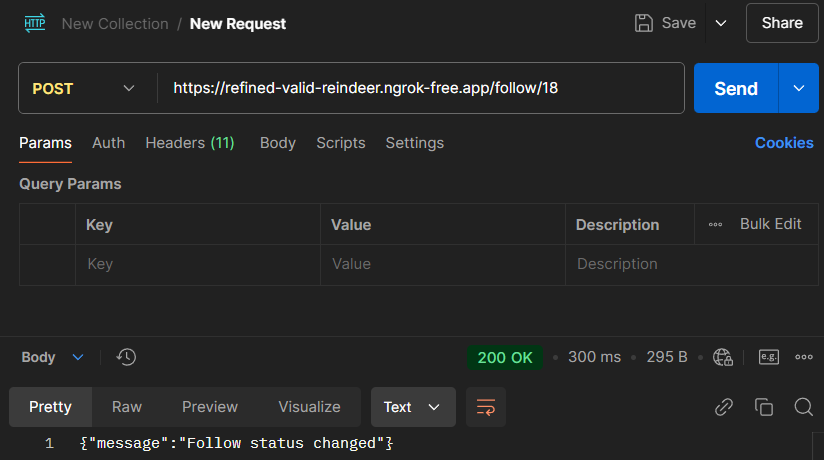 HTTP New Collection / New Request Save Share
POST https://refined-valid-reindeer.ngrok-free.app/follow/18 Send
Params Auth Headers (11) Body Scripts Settings Cookies
Query Params
Key Value Description Bulk Edit
Key Value Description
Body 200 OK 300 ms 295 B e.g.
Pretty Raw Preview Visualize Text
1 {"message":"Follow status changed"}